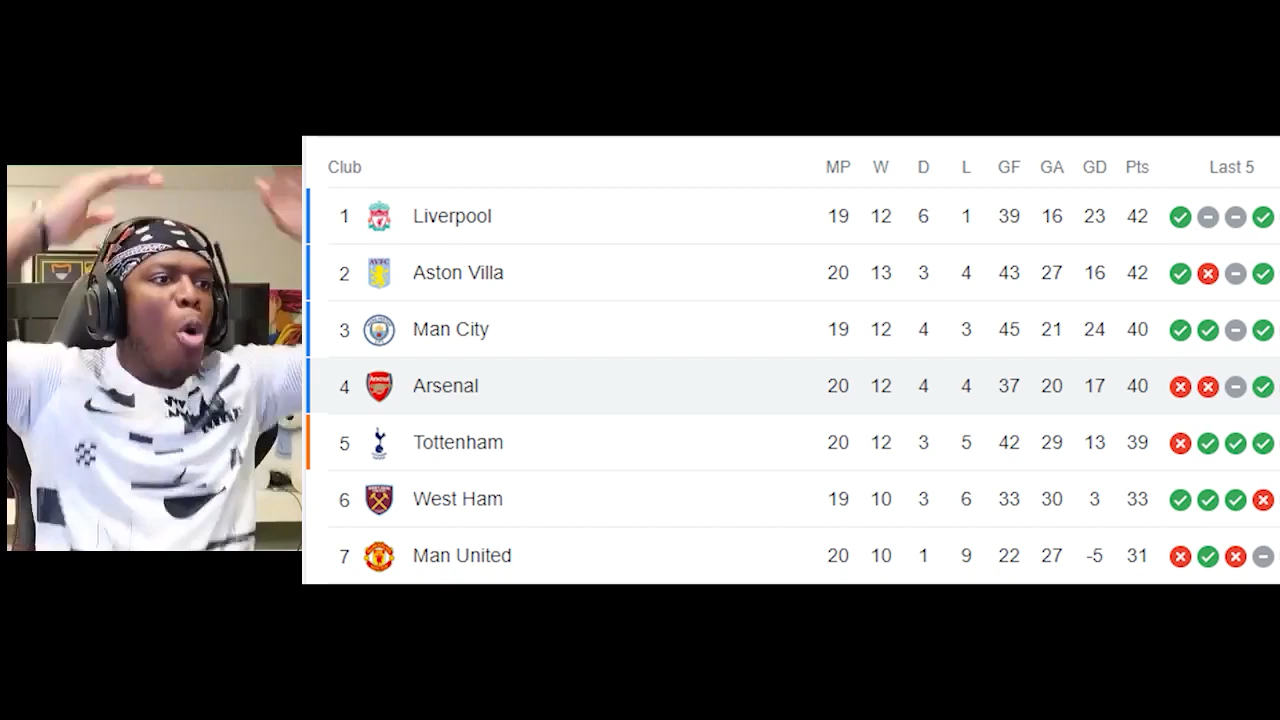 Club MP W D L GF GA GD Pts Last 5
1 Liverpool 19 12 6 1 39 16 23 42
AVFC
2 Aston Villa 20 13 3 4 43 27 16 42
3 Man City 19 12 4 3 45 21 24 40
Arsenal
4 Arsenal 20 12 4 4 37 20 17 40
5 Tottenham 20 12 3 5 42 29 13 39
6 West Ham 19 10 3 6 33 30 3 33
7 Man United 20 10 1 9 22 27 -5 31